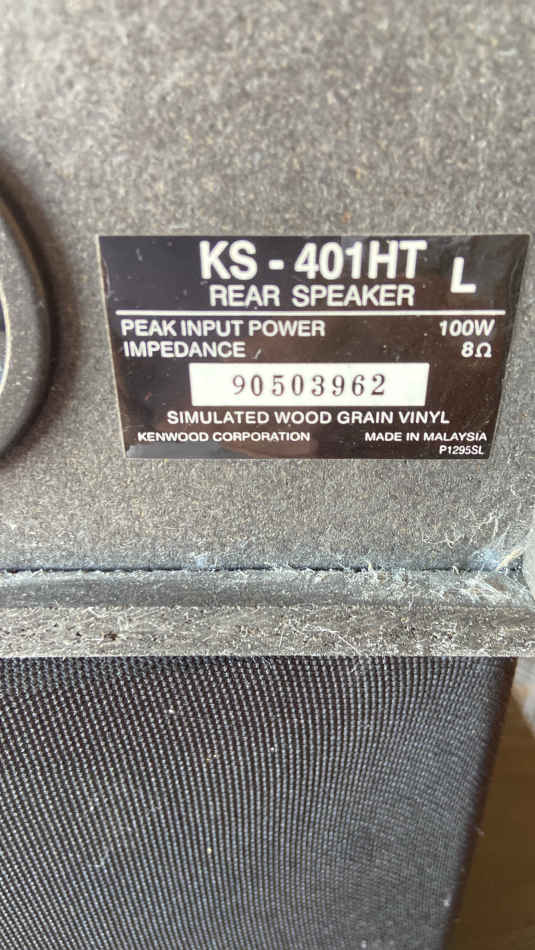 KS - 401HT L
REAR SPEAKER
PEAK INPUT POWER 100W
IMPEDANCE 8Ω
90503962
SIMULATED WOOD GRAIN VINYL
KENWOOD CORPORATION MADE IN MALAYSIA
P1295SL